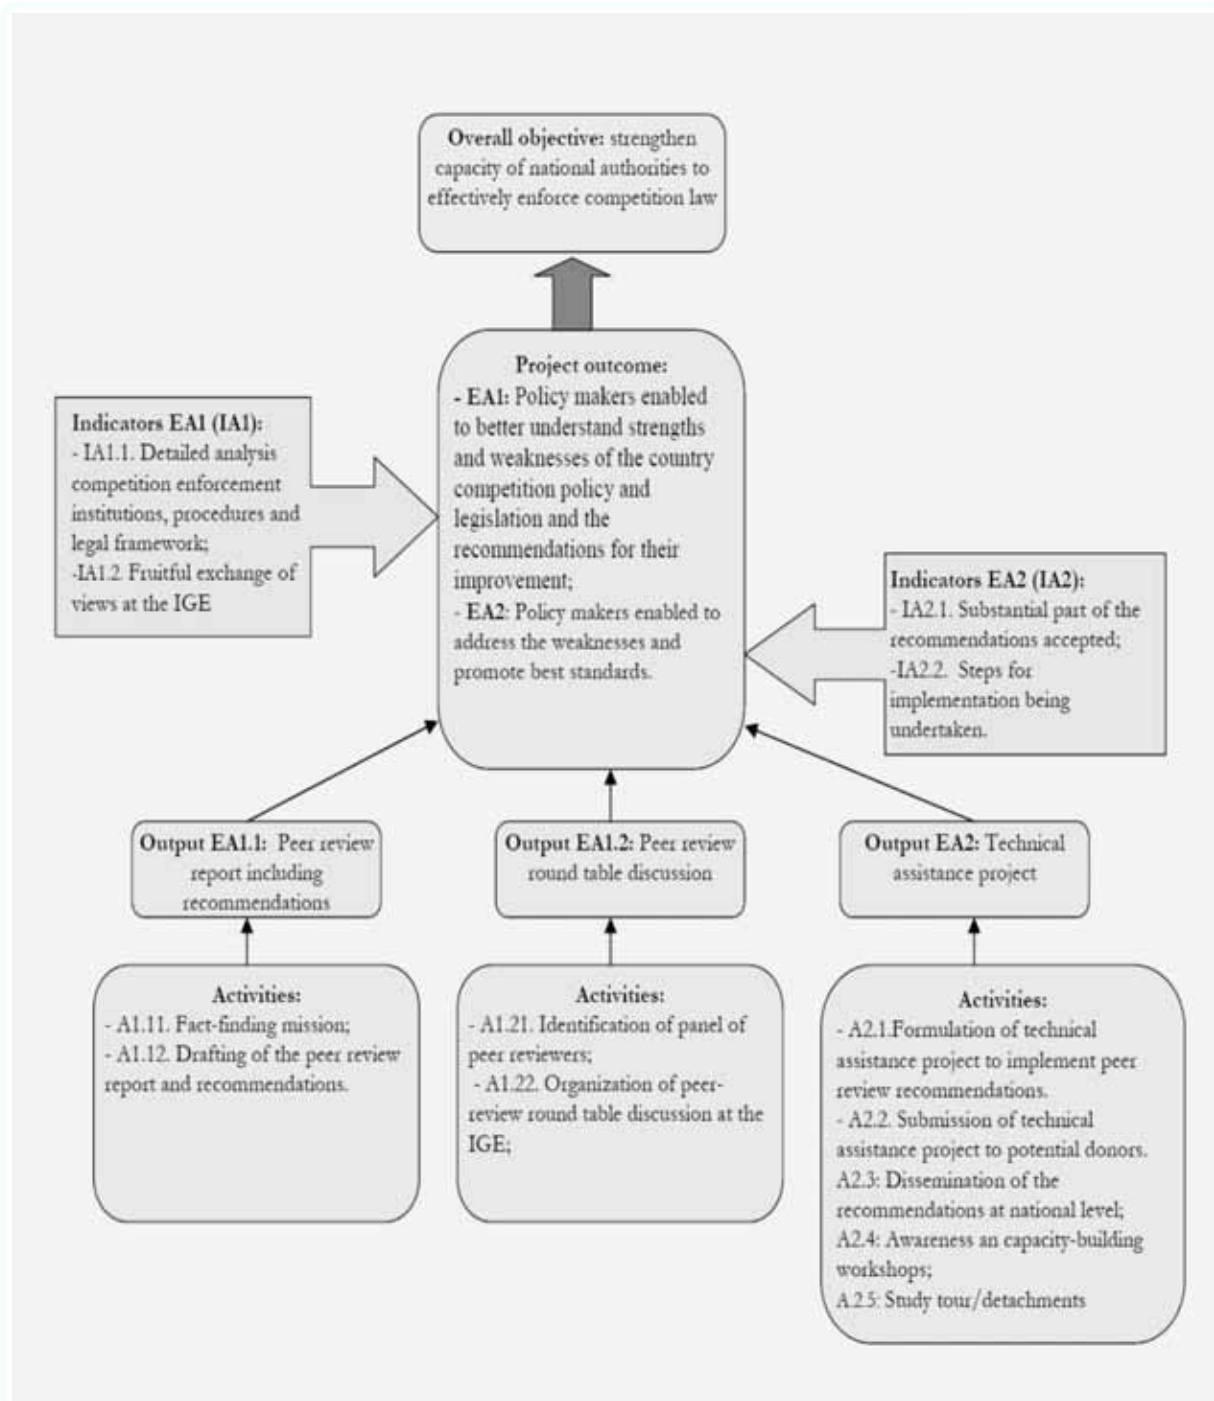 Overall objective: strengthen
capacity of national authorities to
effectively enforce competition law
Project outcome:
- EA1: Policy makers enabled
to better understand strengths
and weaknesses of the country
competition policy and
legislation and the
recommendations for their
improvement;
- EA2: Policy makers enabled to
address the weaknesses and
promote best standards.
Indicators EA1 (IA1):
- IA1.1. Detailed analysis
competition enforcement
institutions, procedures and
legal framework;
-IA1.2. Fruitful exchange of
views at the IGE
Indicators EA2 (IA2):
- IA2.1. Substantial part of the
recommendations accepted;
-IA2.2. Steps for
implementation being
undertaken.
Output EA1.1: Peer review
report including
recommendations
Output EA1.2: Peer review
round table discussion
Output EA2: Technical
assistance project
Activities:
- A1.11. Fact-finding mission;
- A1.12. Drafting of the peer review
report and recommendations.
Activities:
- A1.21. Identification of panel of
peer reviewers;
- A1.22. Organization of peer-
review round table discussion at the
IGE;
Activities:
- A2.1.Formulation of technical
assistance project to implement peer
review recommendations.
- A2.2. Submission of technical
assistance project to potential donors.
A2.3: Dissemination of the
recommendations at national level;
A2.4: Awareness an capacity-building
workshops;
A.2.5: Study tour/detachments